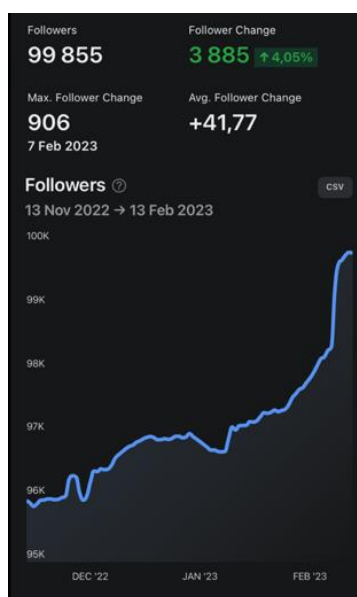 Followers
99 855
Follower Change
3 885 ↑ 4,05%
Max. Follower Change
906
7 Feb 2023
Avg. Follower Change
+41,77
Followers ?
CSV
13 Nov 2022 → 13 Feb 2023
100K
99K
98K
97K
96K
95K
DEC '22 JAN '23 FEB '23